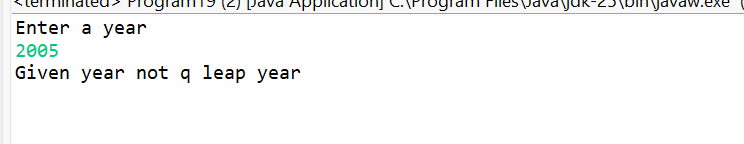 <terminated> Program19 (2) [Java Application] C:\Program Files\Java\jdk-25\bin\javaw.exe
Enter a year
2005
Given year not q leap year